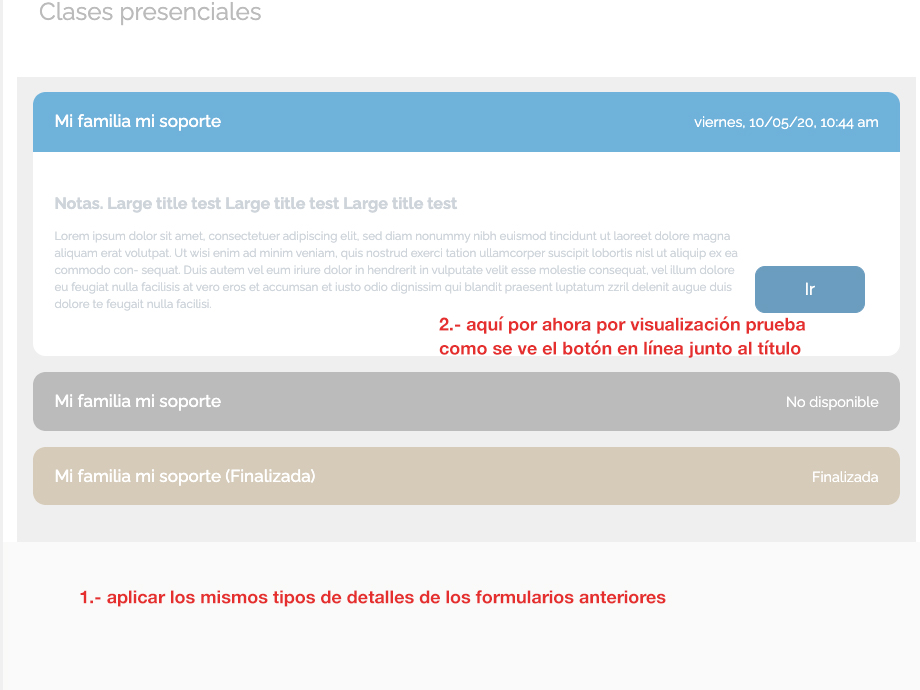 Clases presenciales
Mi familia mi soporte
viernes, 10/05/20, 10:44 am
Notas. Large title test Large title test Large title test
Lorem ipsum dolor sit amet, consectetuer adipiscing elit, sed diam nonummy nibh euismod tincidunt ut laoreet dolore magna
aliquam erat volutpat. Ut wisi enim ad minim veniam, quis nostrud exerci tation ullamcorper suscipit lobortis nisl ut aliquip ex ea
commodo con- sequat. Duis autem vel eum iriure dolor in hendrerit in vulputate velit esse molestie consequat, vel illum dolore
eu feugiat nulla facilisis at vero eros et accumsan et iusto odio dignissim qui blandit praesent luptatum zzril delenit augue duis
dolore te feugait nulla facilisi.
Ir
2.- aquí por ahora por visualización prueba
como se ve el botón en línea junto al título
Mi familia mi soporte
No disponible
Mi familia mi soporte (Finalizada)
Finalizada
1.- aplicar los mismos tipos de detalles de los formularios anteriores